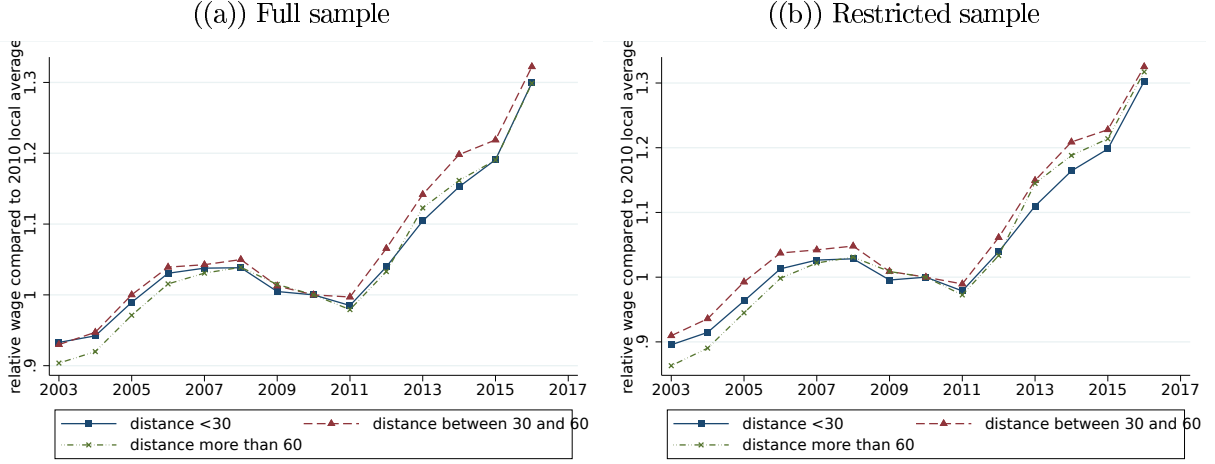 ((a)) Full sample
((b)) Restricted sample
relative wage compared to 2010 local average
.9 1 1.1 1.2 1.3
2003 2005 2007 2009 2011 2013 2015 2017
distance <30 distance between 30 and 60
distance more than 60
relative wage compared to 2010 local average
.9 1 1.1 1.2 1.3
2003 2005 2007 2009 2011 2013 2015 2017
distance <30 distance between 30 and 60
distance more than 60